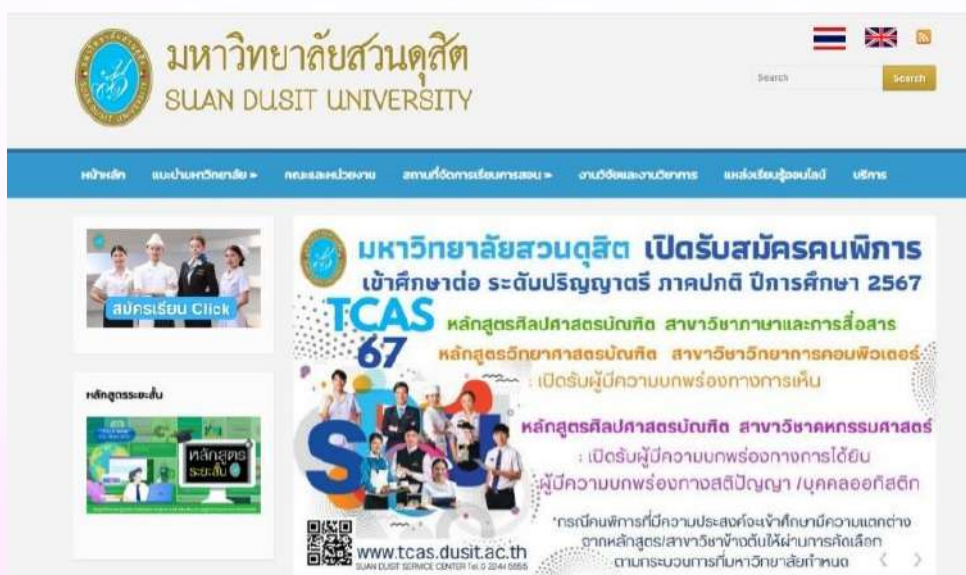 มหาวิทยาลัยสวนดุสิต
SUAN DUSIT UNIVERSITY
Search
Search
หน้าหลัก แนะนำมหาวิทยาลัย » คณะและหน่วยงาน สถานที่จัดการเรียนการสอน » งานวิจัยและงานวิชาการ แหล่งเรียนรู้ออนไลน์ บริการ
สมัครเรียน Click
หลักสูตรระยะสั้น
หลักสูตร
ระยะสั้น
มหาวิทยาลัยสวนดุสิต เปิดรับสมัครคนพิการ
เข้าศึกษาต่อ ระดับปริญญาตรี ภาคปกติ ปีการศึกษา 2567
TCAS
67
หลักสูตรศิลปศาสตรบัณฑิต สาขาวิชาภาษาและการสื่อสาร
หลักสูตรวิทยาศาสตรบัณฑิต สาขาวิชาวิทยาการคอมพิวเตอร์
: เปิดรับผู้มีความบกพร่องทางการเห็น
หลักสูตรศิลปศาสตรบัณฑิต สาขาวิชาคหกรรมศาสตร์
: เปิดรับผู้มีความบกพร่องทางการได้ยิน
ผู้มีความบกพร่องทางสติปัญญา /บุคคลออทิสติก
*กรณีคนพิการที่มีความประสงค์จะเข้าศึกษามีความแตกต่าง
จากหลักสูตร/สาขาวิชาข้างต้นให้ผ่านการคัดเลือก
ตามกระบวนการที่มหาวิทยาลัยกำหนด
www.tcas.dusit.ac.th
SUAN DUSIT SERVICE CENTER Tel. 0 2244 5555